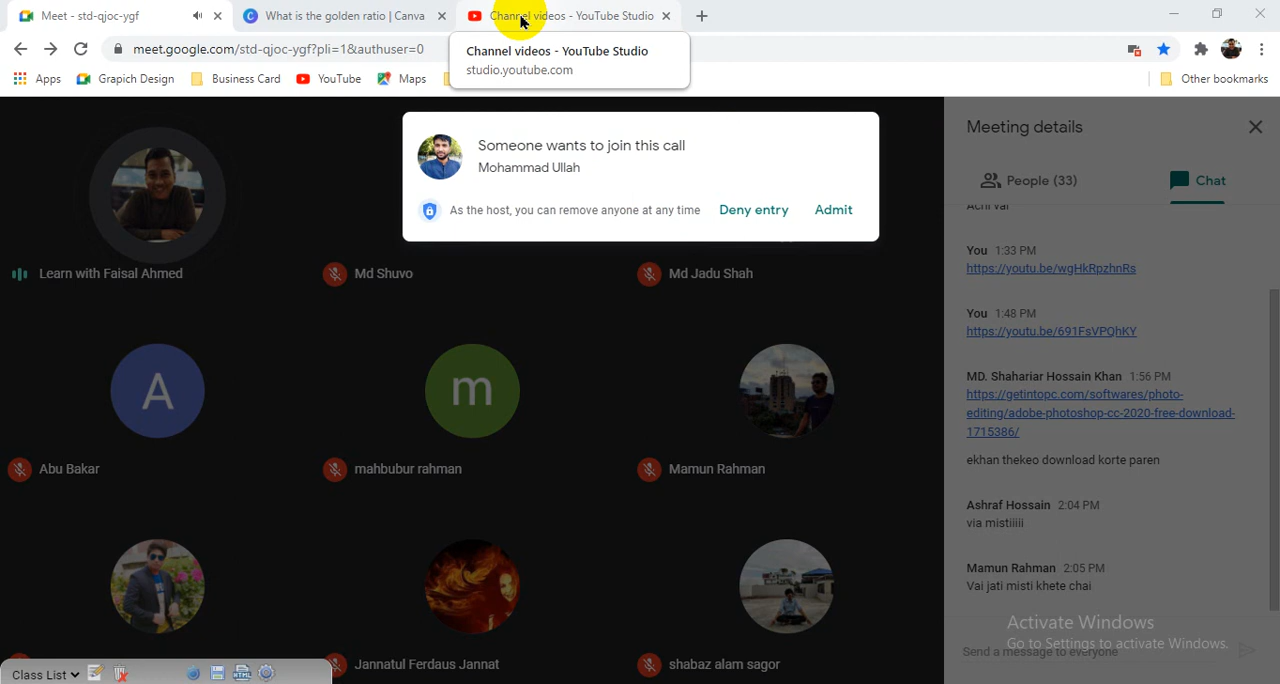 Meet - std-qjoc-ygf
What is the golden ratio | Canva
Channel videos - YouTube Studio
meet.google.com/std-qjoc-ygf?pli=1&authuser=0
Channel videos - YouTube Studio
studio.youtube.com
Apps
Grapich Design
Business Card
YouTube
Maps
Other bookmarks
Someone wants to join this call
Mohammad Ullah
As the host, you can remove anyone at any time
Deny entry
Admit
Learn with Faisal Ahmed
Md Shuvo
Md Jadu Shah
A
m
Abu Bakar
mahbubur rahman
Mamun Rahman
Jannatul Ferdaus Jannat
shabaz alam sagor
Class List
HTML
Meeting details
People (33)
Chat
You 1:33 PM
https://youtu.be/wgHkRpzhnRs
You 1:48 PM
https://youtu.be/691FsVPQhKY
MD. Shahariar Hossain Khan 1:56 PM
https://getintopc.com/softwares/photo-
editing/adobe-photoshop-cc-2020-free-download-
1715386/
ekhan thekeo download korte paren
Ashraf Hossain 2:04 PM
via mistiiiii
Mamun Rahman 2:05 PM
Vai jati misti khete chai
Activate Windows
Go to Settings to activate Windows.
Send a message to everyone